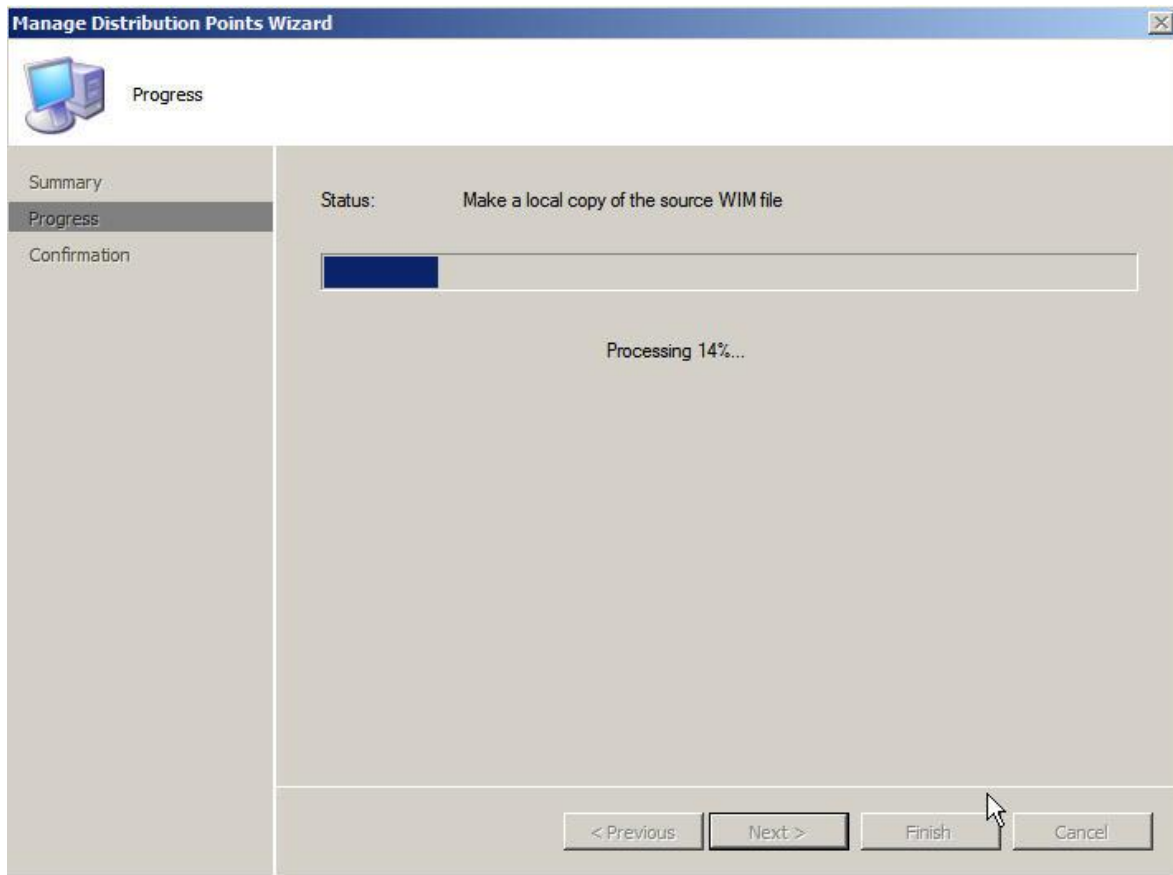 Manage Distribution Points Wizard
Progress
Summary
Progress
Confirmation
Status: Make a local copy of the source WIM file
Processing 14%...
< Previous Next > Finish Cancel